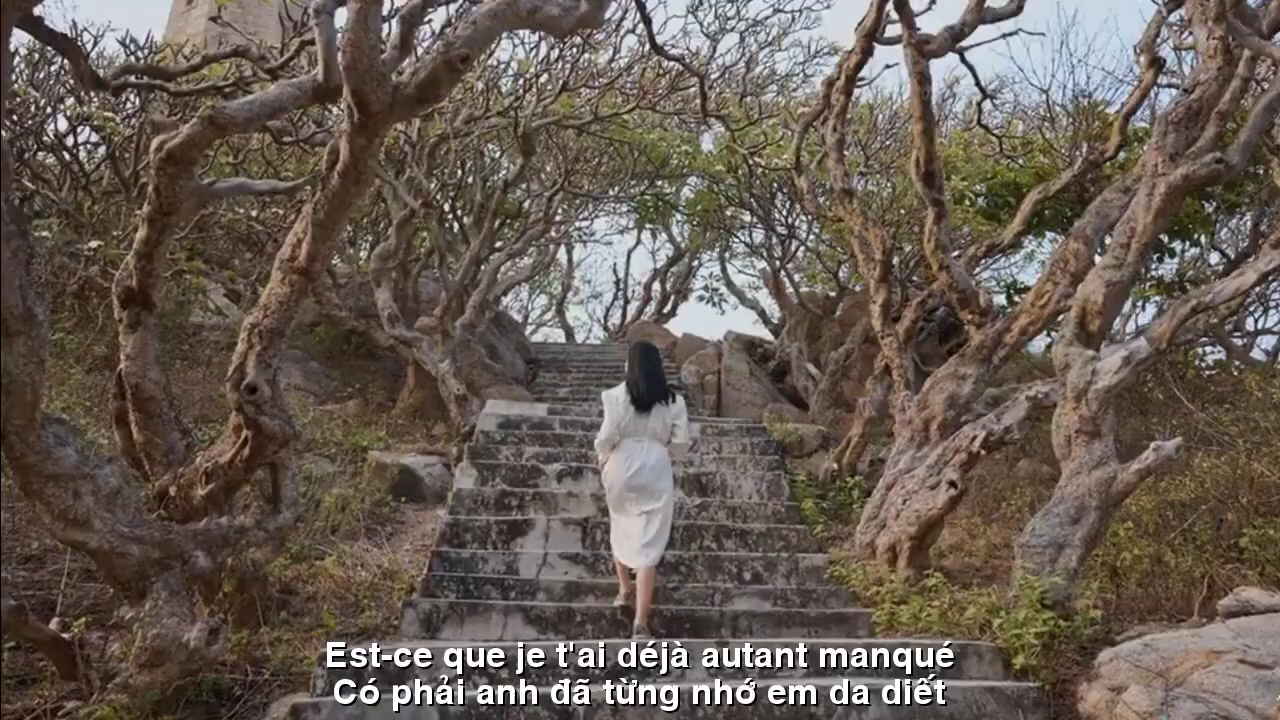 Est-ce que je t'ai déjà autant manqué
Có phải anh đã từng nhớ em da diết